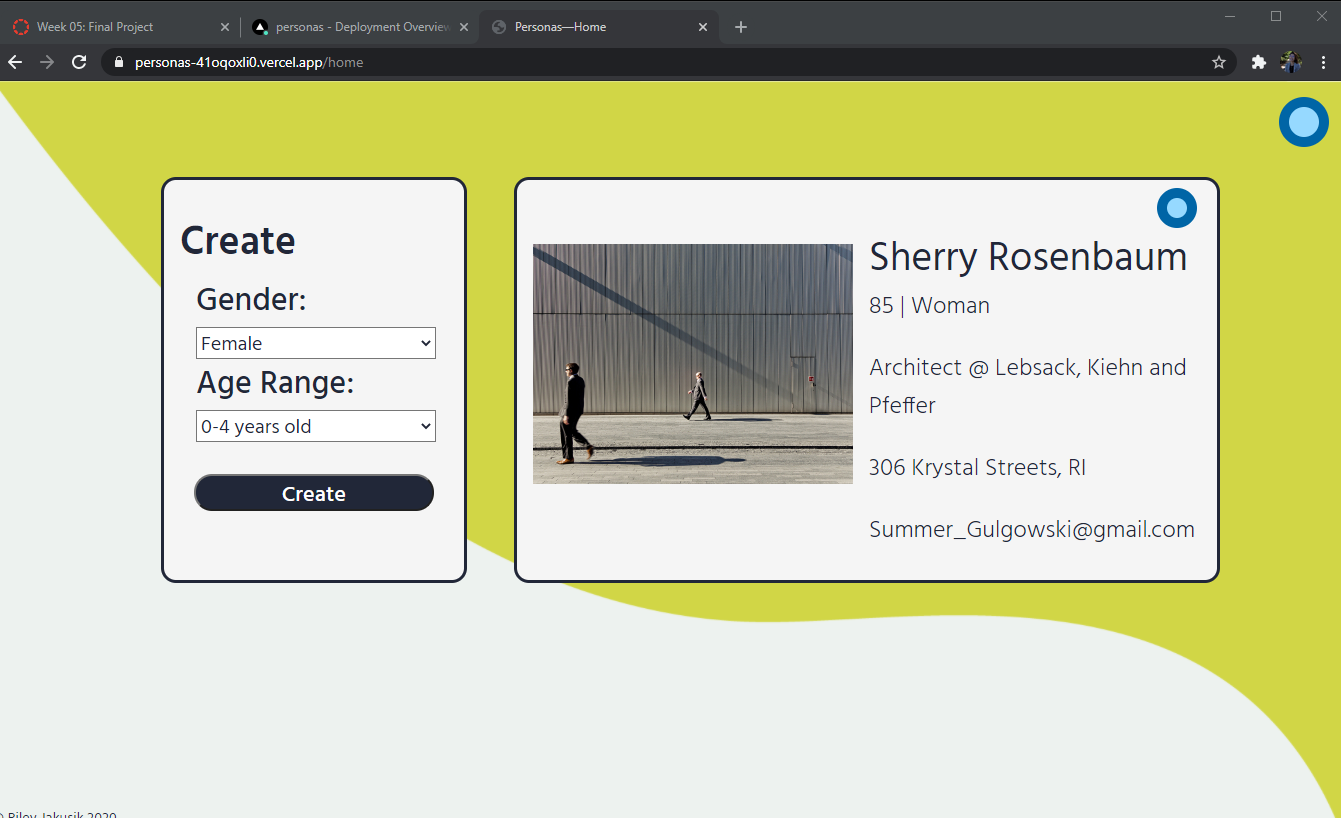 Week 05: Final Project
personas - Deployment Overview
Personas—Home
personas-41oqoxli0.vercel.app/home
Create
Gender:
Female
Age Range:
0-4 years old
Create
Sherry Rosenbaum
85 | Woman
Architect @ Lebsack, Kiehn and
Pfeffer
306 Krystal Streets, RI
Summer_Gulgowski@gmail.com
© Riley Jakusik 2020